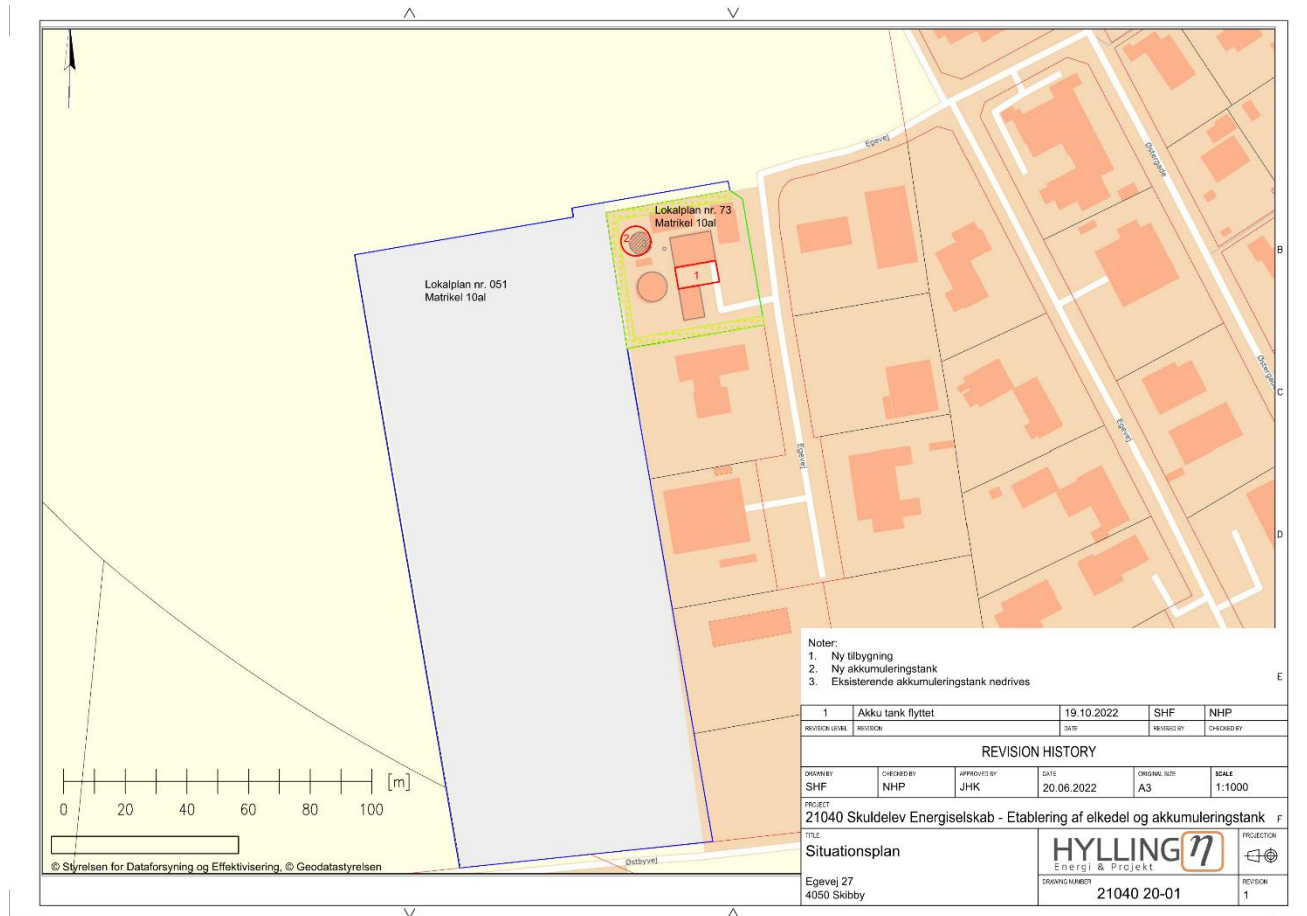 Egevej
Østergade
Lokalplan nr. 73
Matrikel 10al
2
3
1
B
Lokalplan nr. 051
Matrikel 10al
Østergade
C
Egevej
Egevej
D
Noter:
1. Ny tilbygning
2. Ny akkumuleringstank
3. Eksisterende akkumuleringstank nedrives
E
1 Akku tank flyttet 19.10.2022 SHF NHP
REVISION LEVEL REVISION DATE REVISED BY CHECKED BY
REVISION HISTORY
DRAWN BY CHECKED BY APPROVED BY DATE ORIGINAL SIZE SCALE
SHF NHP JHK 20.06.2022 A3 1:1000
PROJECT
21040 Skuldelev Energiselskab - Etablering af elkedel og akkumuleringstank F
TITLE
Situationsplan
Egevej 27
4050 Skibby
HYLLING η
Energi & Projekt
PROJECTION
DRAWING NUMBER
21040 20-01
REVISION
1
[m]
0 20 40 60 80 100
© Styrelsen for Dataforsyning og Effektivisering, © Geodatastyrelsen
Østbyvej